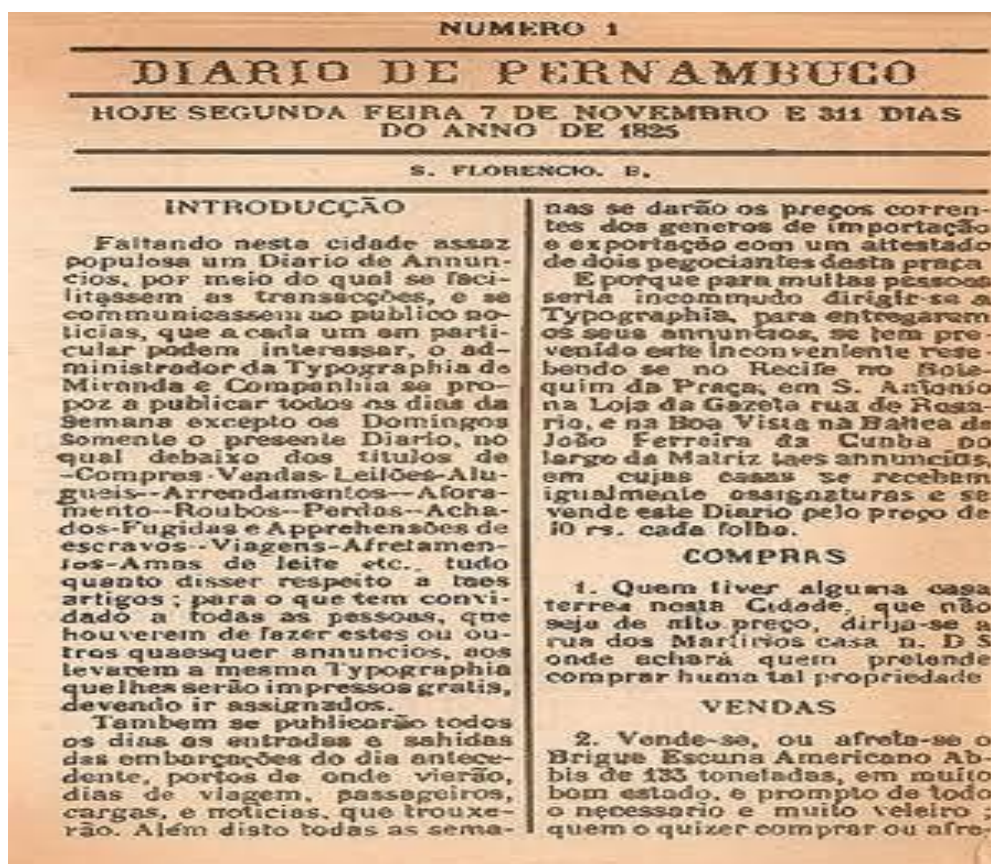 NUMERO 1
DIARIO DE PERNAMBUCO
HOJE SEGUNDA FEIRA 7 DE NOVEMBRO E 311 DIAS
DO ANNO DE 1825
S. FLORENCIO. B.
INTRODUCÇÃO
Faltando nesta cidade assaz
populosa um Diario de Annun-
cios, por meio do qual se faci-
litassem as transacções, e se
communicassem ao publico no-
ticias, que a cada um em parti-
cular podem interessar, o ad-
ministrador da Typographia de
Miranda e Companhia se pro-
poz a publicar todos os dias da
Semana excepto os Domingos
somente o presente Diario, no
qual debaixo dos titulos de
-Compras-Vendas-Leilões-Alu-
gueis--Arrendamentos--Afora-
mento--Roubos--Perdas--Acha-
dos-Fugidas e Apprehensões de
escravos--Viagens-Afretamen-
tos-Amas de leite etc., tudo
quanto disser respeito a taes
artigos; para o que tem convi-
dado a todas as pessoas, que
houverem de fazer estes ou ou-
tros quaesquer annuncios, aos
levarem a mesma Typographia
que lhes serão impressos gratis,
devendo ir assignados.
Tambem se publicarão todos
os dias as entradas e sahidas
das embarcações do dia antece-
dente, portos de onde vierão,
dias de viagem, passageiros,
cargas, e noticias, que trouxe-
rão. Além disto todas as sema-
nas se darão os preços corren-
tes dos generos de importação
e exportação com um attestado
de dois pegociantes desta praça
E porque para muitas pessoas
seria incommudo dirigir-se a
Typographia, para entregarem
os seus annuncios, se tem pre-
venido este inconveniente rese-
bendo se no Recife no Bote-
quim da Praça, em S. Antonio
na Loja da Gazeta rua de Rosa-
rio, e na Boa Vista na Botica de
João Ferreira da Cunha no
largo da Matriz taes annuncios,
em cujas casas se recebem
igualmente assignaturas e se
vende este Diario pelo preço de
10 rs. cada folha.
COMPRAS
1. Quem tiver alguma casa
terrea nesta Cidade, que não
seja de alto preço, dirija-se a
rua dos Martirios casa n. D 5
onde achará quem pretende
comprar huma tal propriedade
VENDAS
2. Vende-se, ou afreta-se o
Brigue Escuna Americano Ab-
bis de 135 toneladas, em muito
bom estado, e prompto de todo
o necessario e muito veleiro;
quem o quizer comprar ou afre-